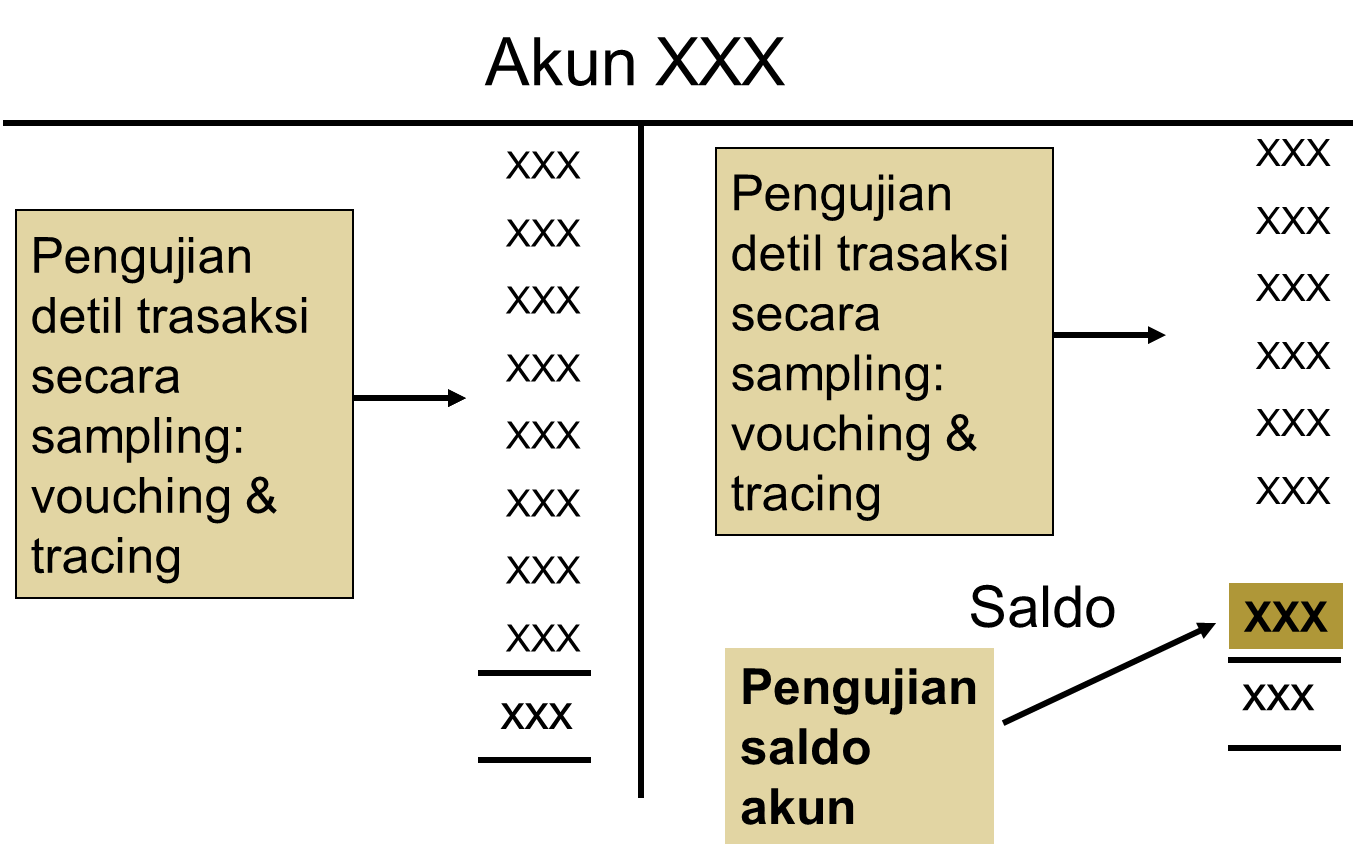 Akun XXX
xxx
xxx
xxx
xxx
xxx
xxx
xxx
xxx
xxx
Pengujian
detil trasaksi
secara
sampling:
vouching &
tracing
Pengujian
detil trasaksi
secara
sampling:
vouching &
tracing
xxx
xxx
xxx
xxx
xxx
xxx
Saldo
xxx
xxx
Pengujian
saldo
akun